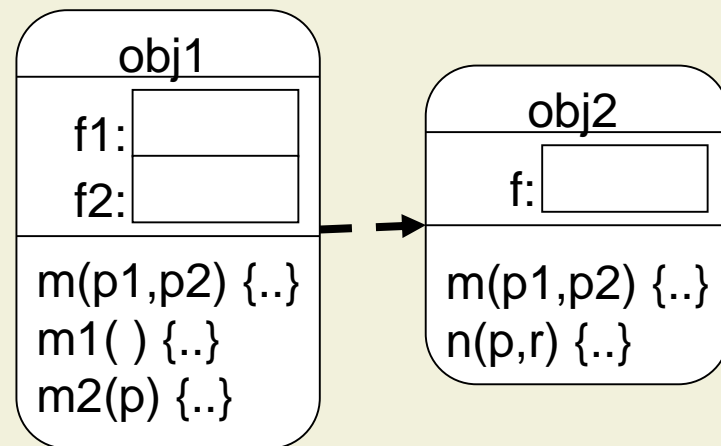 obj1
f1:
f2:
m(p1,p2) {..}
m1( ) {..}
m2(p) {..}
obj2
f:
m(p1,p2) {..}
n(p,r) {..}